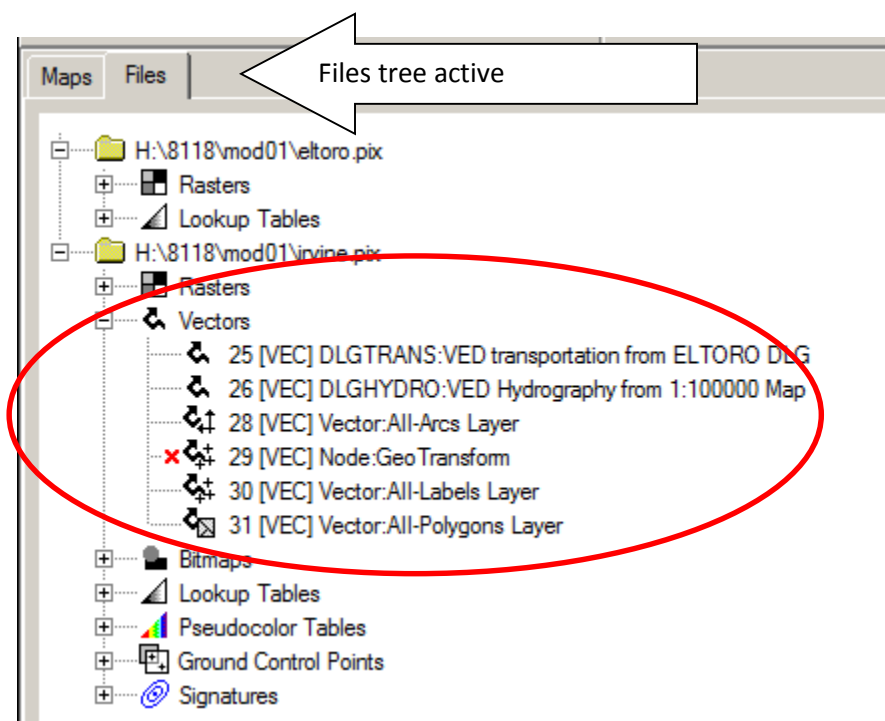 Maps Files Files tree active
H:\8118\mod01\eltoro.pix
Rasters
Lookup Tables
H:\8118\mod01\irvine.pix
Rasters
Vectors
25 [VEC] DLGTRANS:VED transportation from ELTORO DLG
26 [VEC] DLGHYDRO:VED Hydrography from 1:100000 Map
28 [VEC] Vector:All-Arcs Layer
29 [VEC] Node:GeoTransform
30 [VEC] Vector:All-Labels Layer
31 [VEC] Vector:All-Polygons Layer
Bitmaps
Lookup Tables
Pseudocolor Tables
Ground Control Points
Signatures